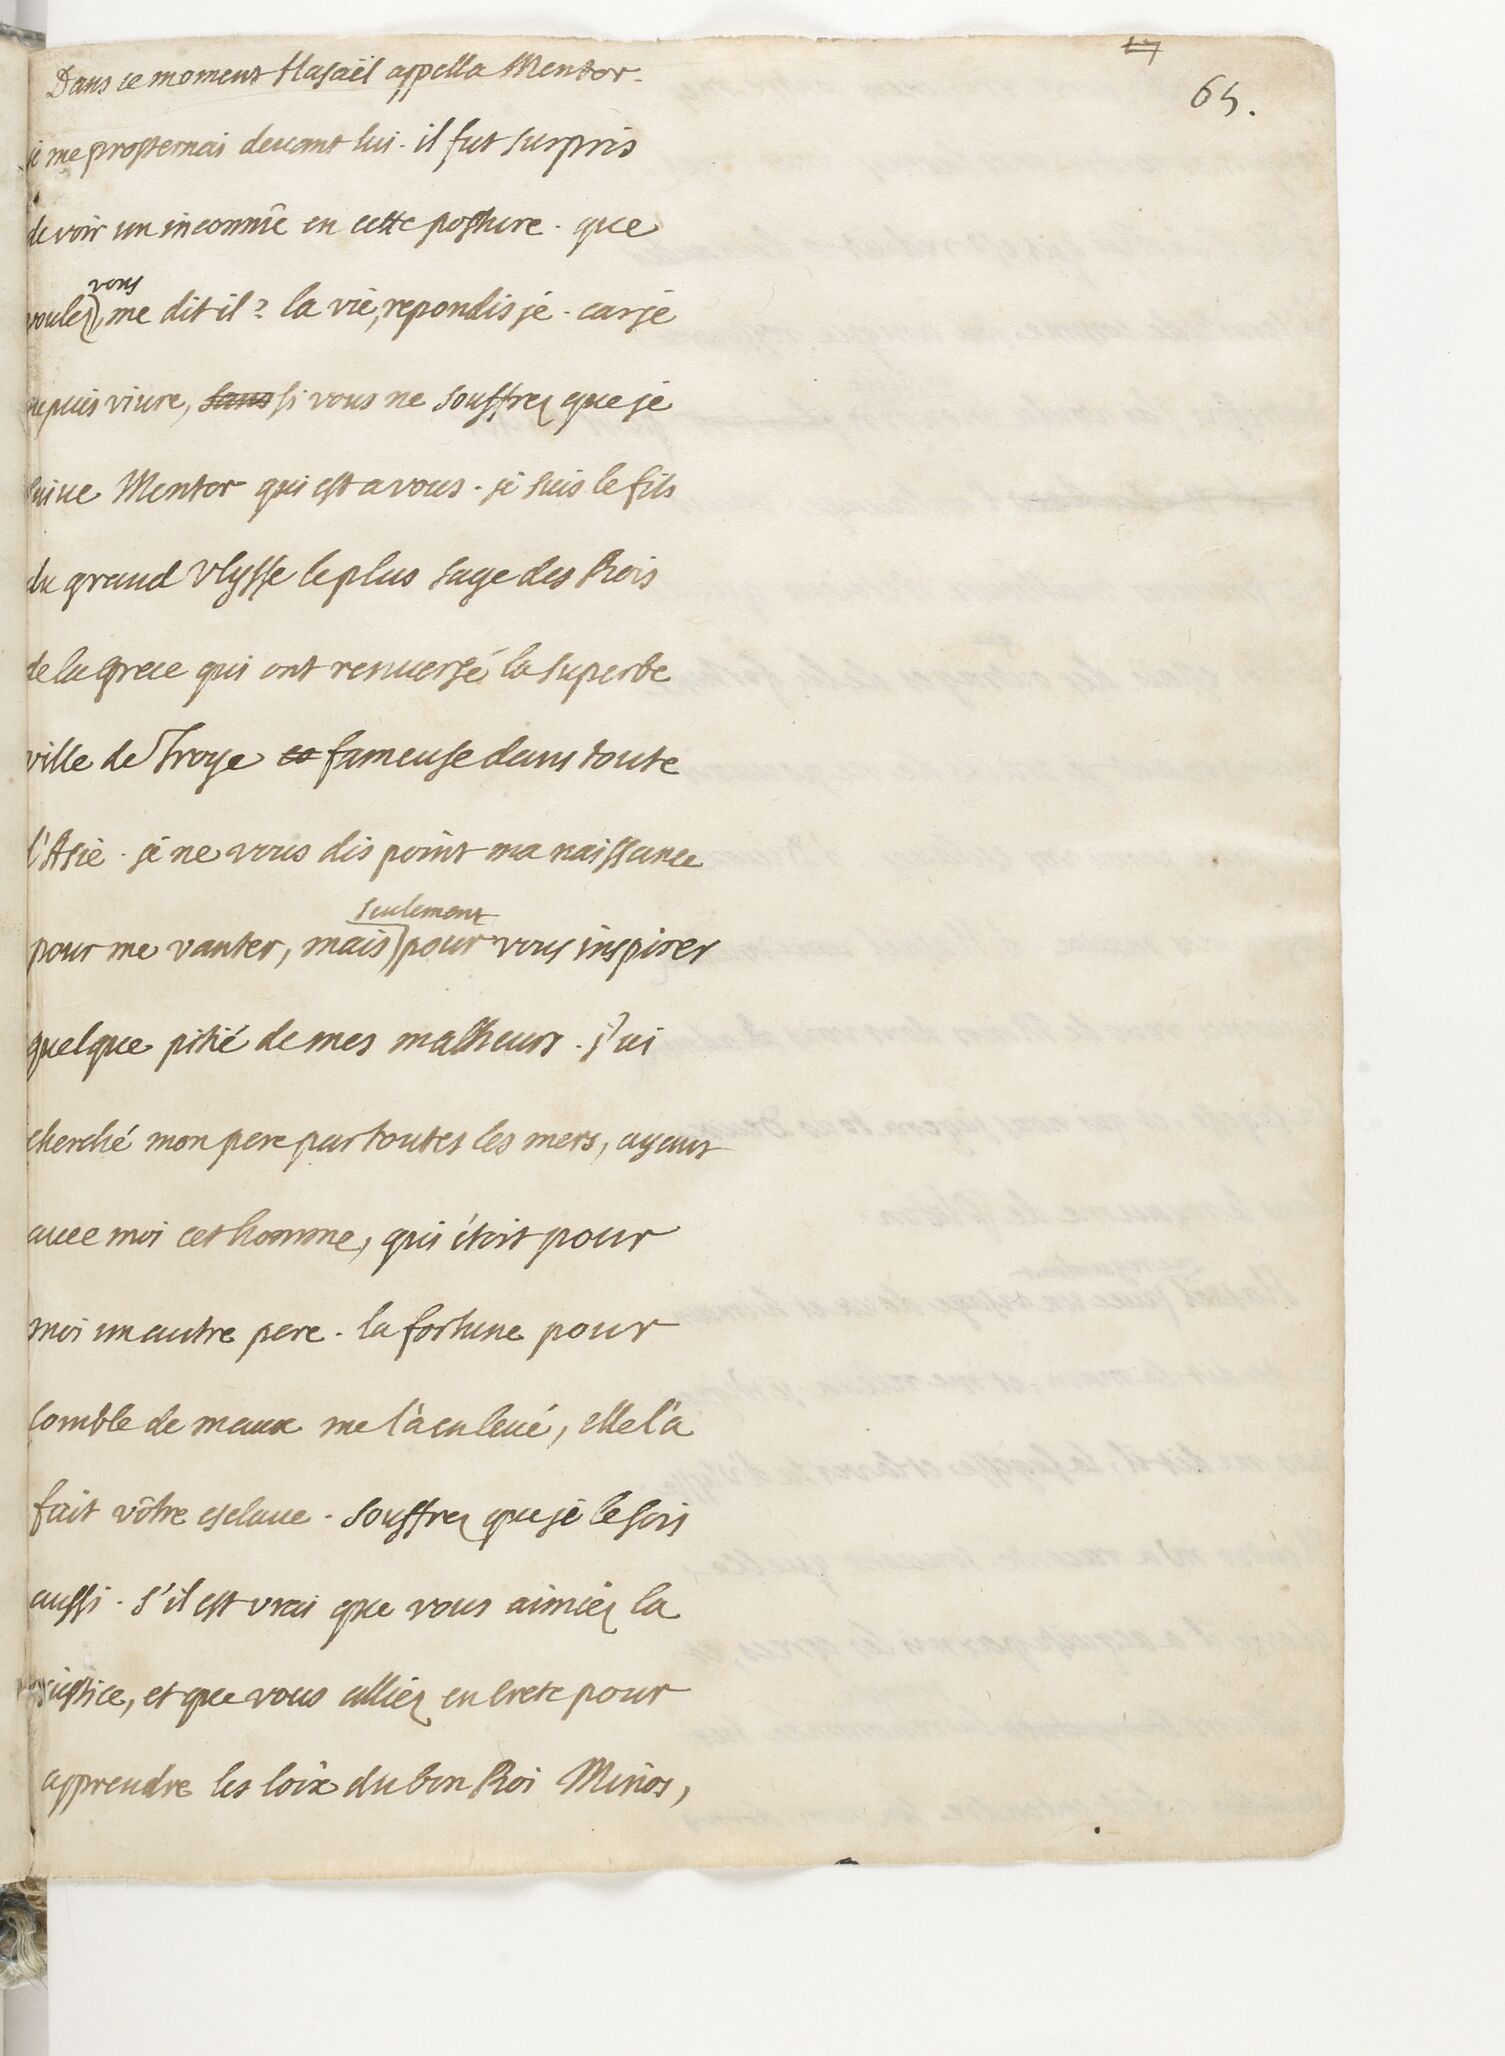 17
65.
Dans ce moment Hasaël appella Mentor.
je me prosternai devant lui. il fut surpris
de voir un inconnû en cette posture. que
vous
voulez, me dit il? la vie, repondis je. car je
ne puis vivre, sans si vous ne souffrez que je
suive Mentor qui est a vous. je suis le fils
du grand Vlysse le plus sage des Rois
de la Grece qui ont renversé la superbe
ville de Troye et fameuse dans toute
l'Asie. je ne vous dis point ma naissance
seulement
pour me vanter, mais pour vous inspirer
quelque pitié de mes malheurs. j'ai
cherché mon pere par toutes les mers, ayant
avec moi cet homme, qui étoit pour
moi un autre pere. la fortune pour
comble de maux me l'a enlevé, elle l'a
fait vôtre esclave. souffrez que je le sois
aussi. s'il est vrai que vous aimiez la
justice, et que vous alliez en Crete pour
apprendre les loix du bon Roi Minos,